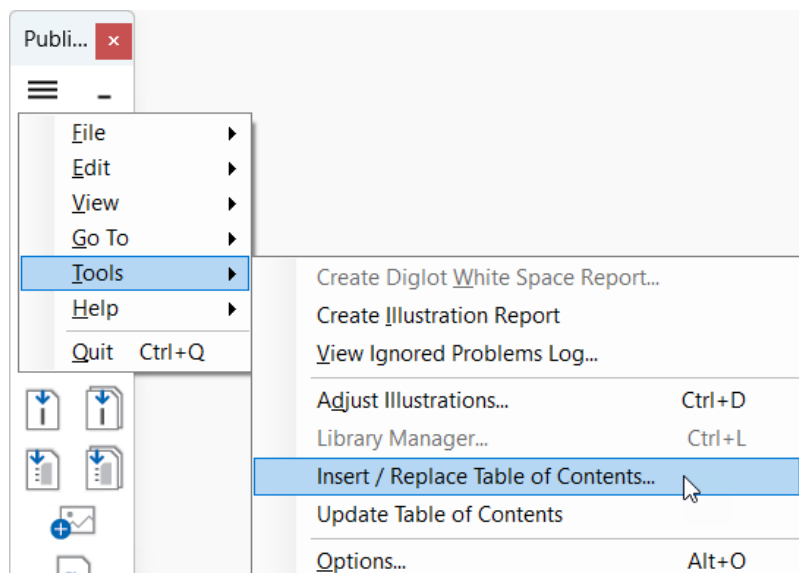 Publi...
File
Edit
View
Go To
Tools
Help
Quit Ctrl+Q
Create Diglot White Space Report...
Create Illustration Report
View Ignored Problems Log...
Adjust Illustrations... Ctrl+D
Library Manager... Ctrl+L
Insert / Replace Table of Contents...
Update Table of Contents
Options... Alt+O